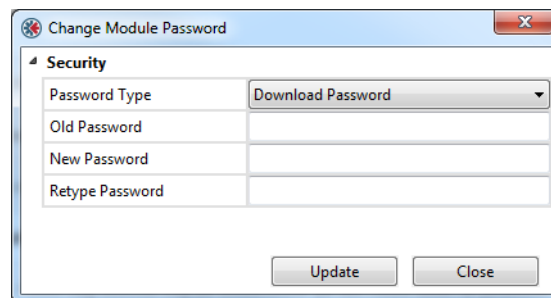 Change Module Password
Security
Password Type Download Password
Old Password
New Password
Retype Password
Update Close